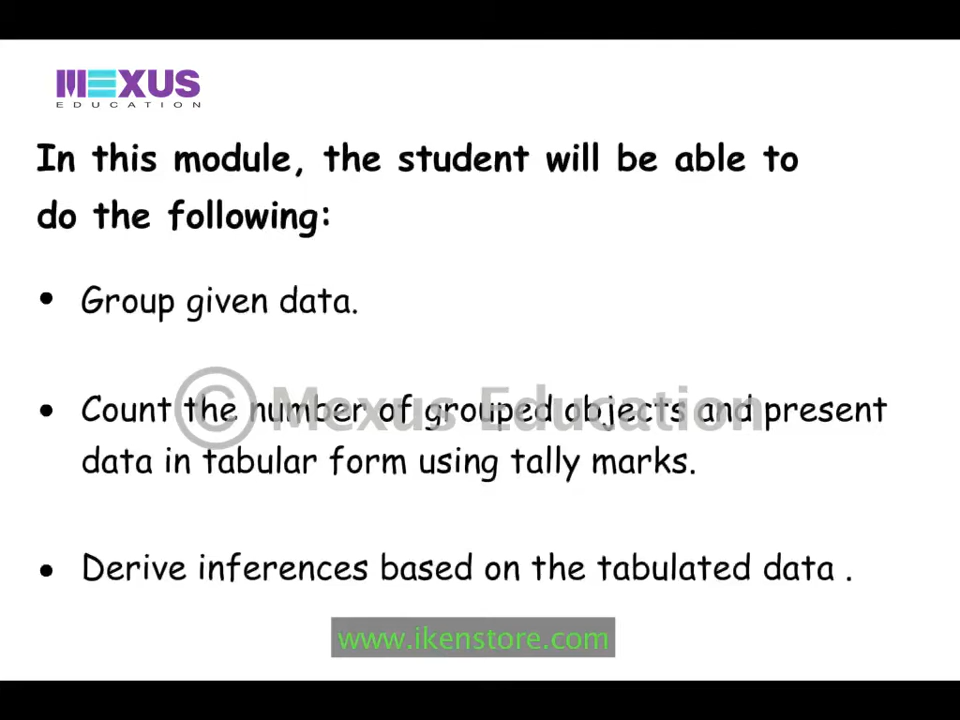 MEXUS
EDUCATION
In this module, the student will be able to
do the following:
• Group given data.
• Count the number of grouped objects and present
data in tabular form using tally marks.
© Mexus Education
• Derive inferences based on the tabulated data .
www.ikenstore.com